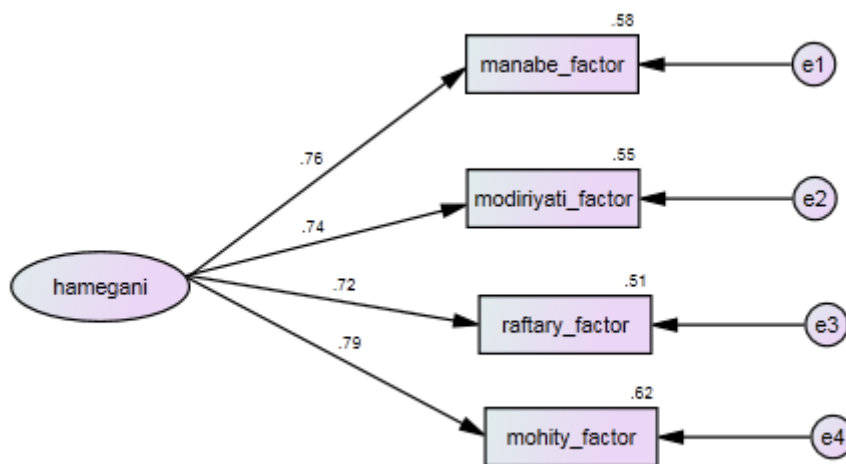 .58
manabe_factor
e1
.76
.55
modiriyati_factor
e2
.74
hamegani
.72
.51
raftary_factor
e3
.79
.62
mohity_factor
e4